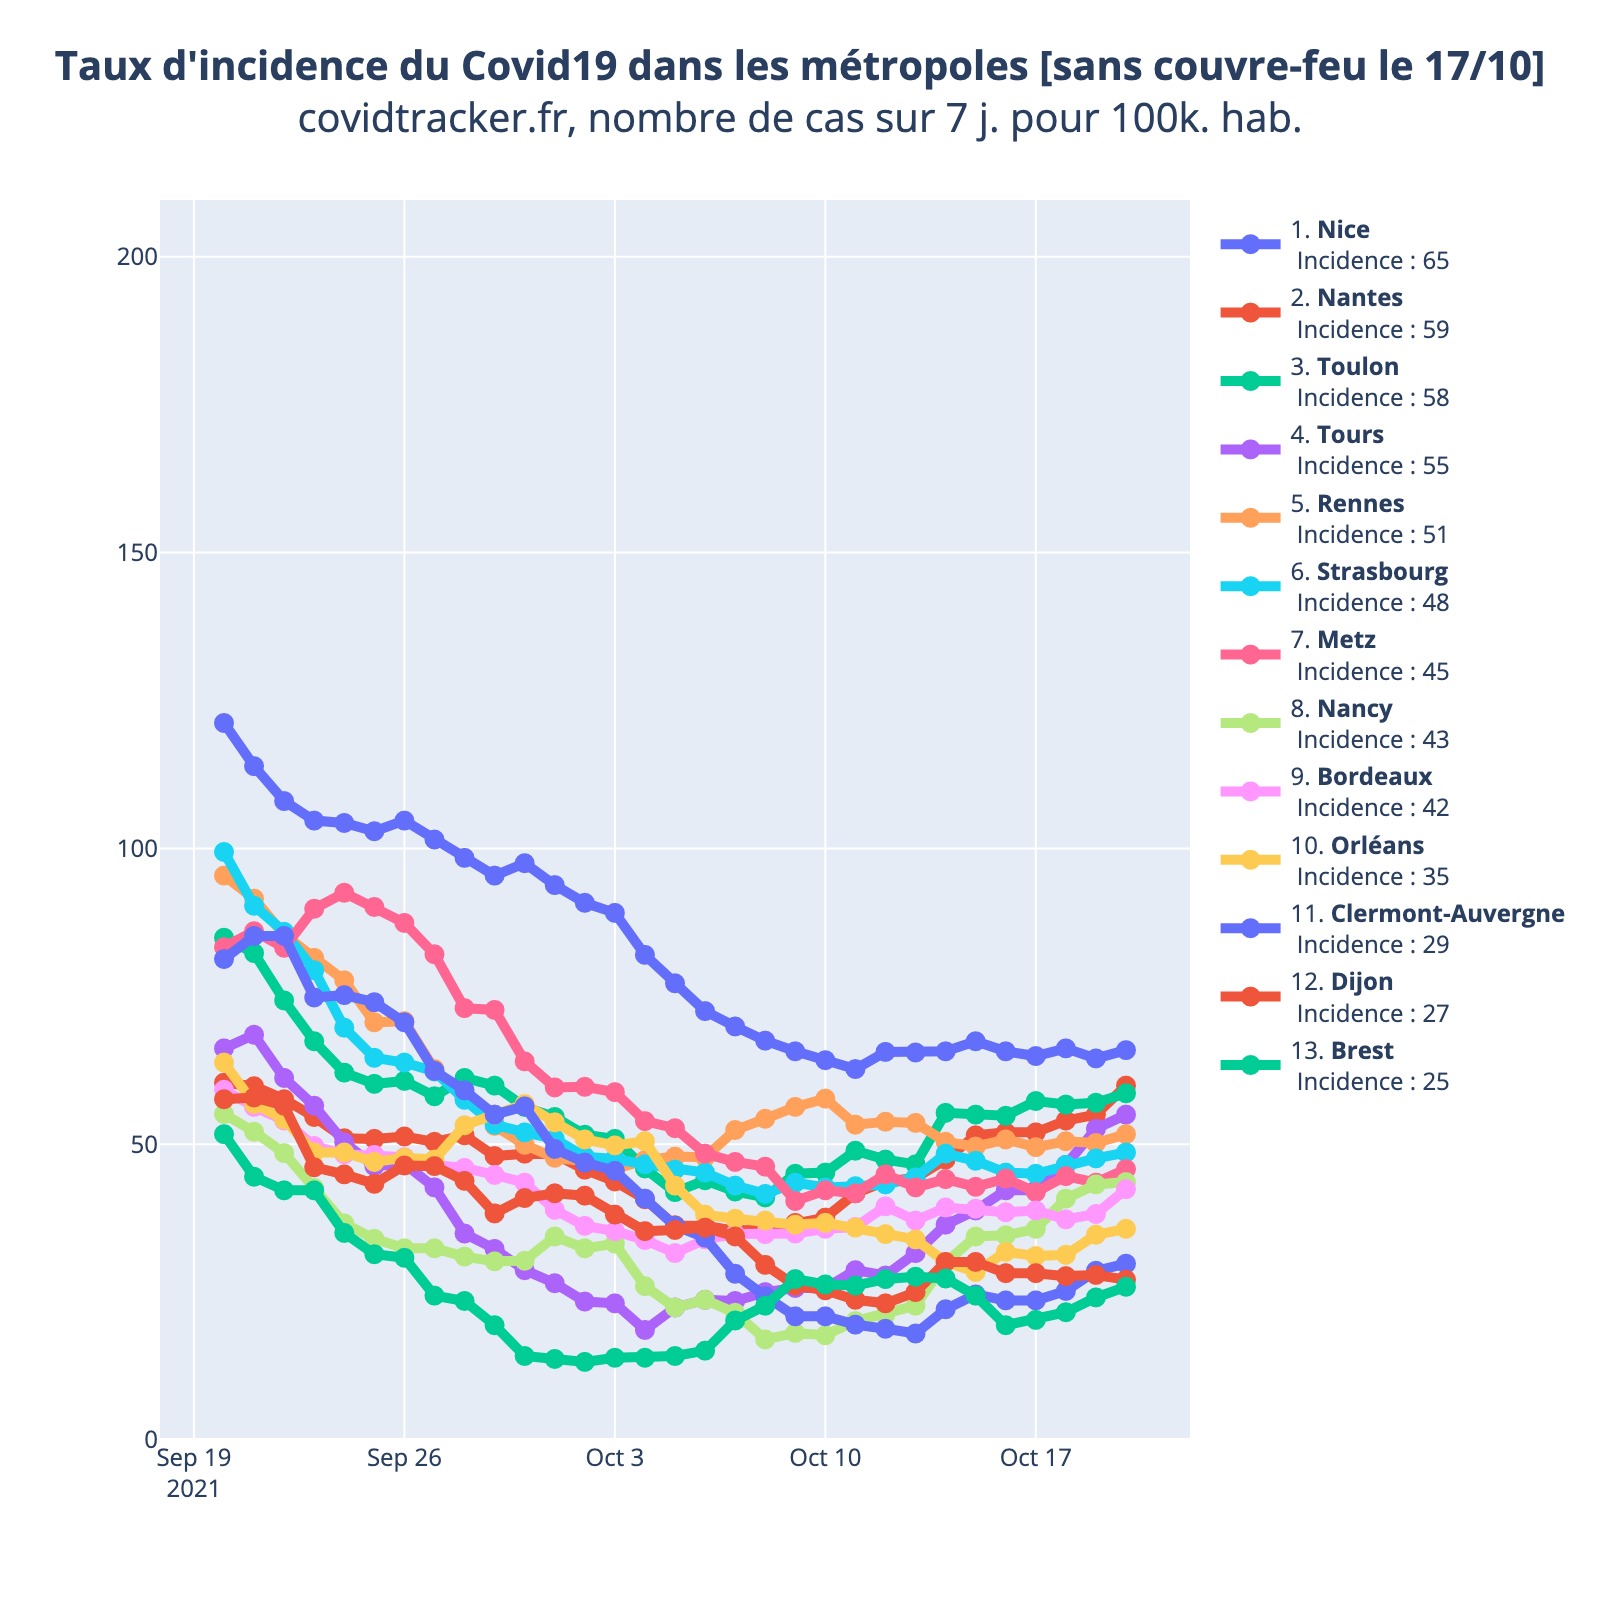 Taux d'incidence du Covid19 dans les métropoles [sans couvre-feu le 17/10]
covidtracker.fr, nombre de cas sur 7 j. pour 100k. hab.
200
150
100
50
0
Sep 19
2021
Sep 26
Oct 3
Oct 10
Oct 17
1. Nice
Incidence : 65
2. Nantes
Incidence : 59
3. Toulon
Incidence : 58
4. Tours
Incidence : 55
5. Rennes
Incidence : 51
6. Strasbourg
Incidence : 48
7. Metz
Incidence : 45
8. Nancy
Incidence : 43
9. Bordeaux
Incidence : 42
10. Orléans
Incidence : 35
11. Clermont-Auvergne
Incidence : 29
12. Dijon
Incidence : 27
13. Brest
Incidence : 25